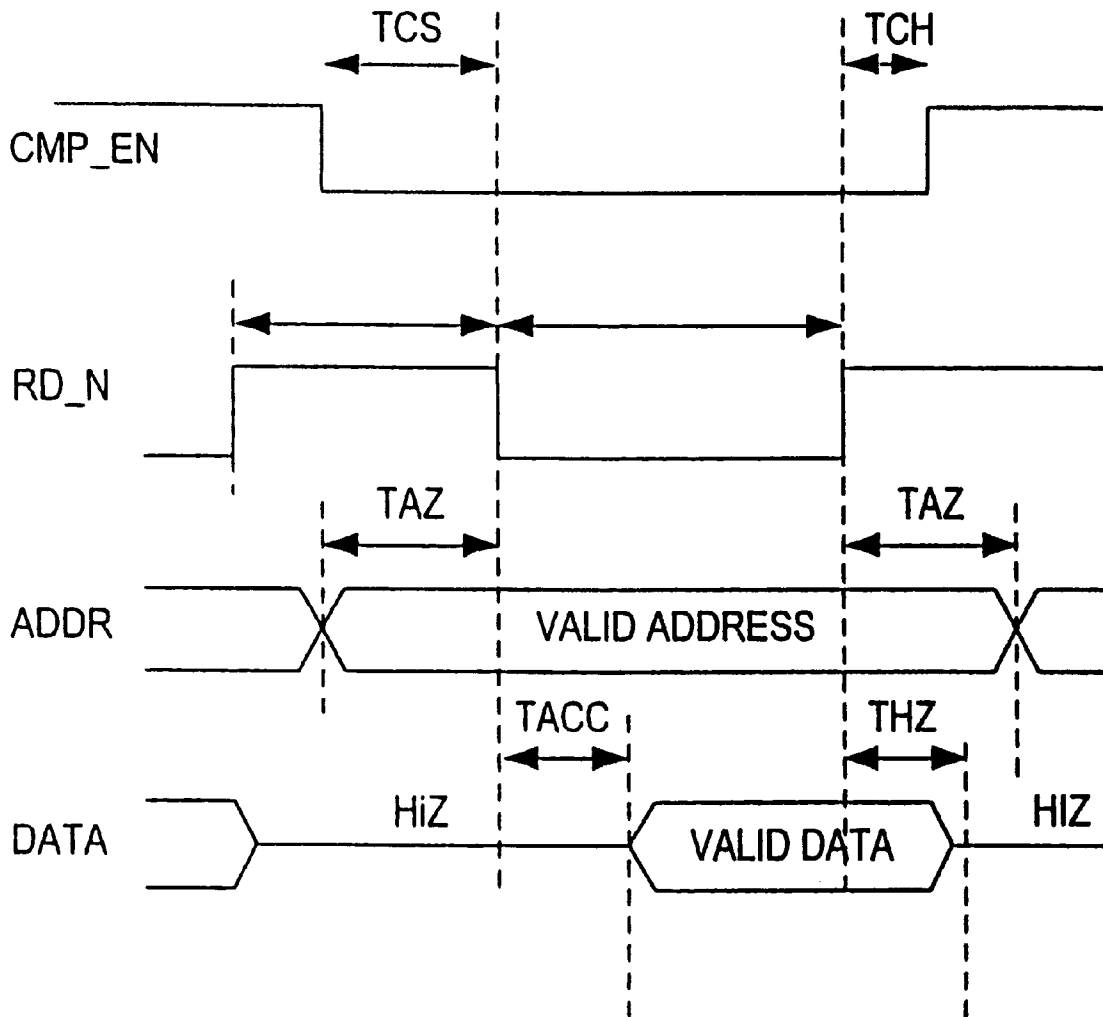 TCS
TCH
CMP_EN
RD_N
TAZ
TAZ
ADDR
VALID ADDRESS
TACC
THZ
DATA
HiZ
VALID DATA
HIZ